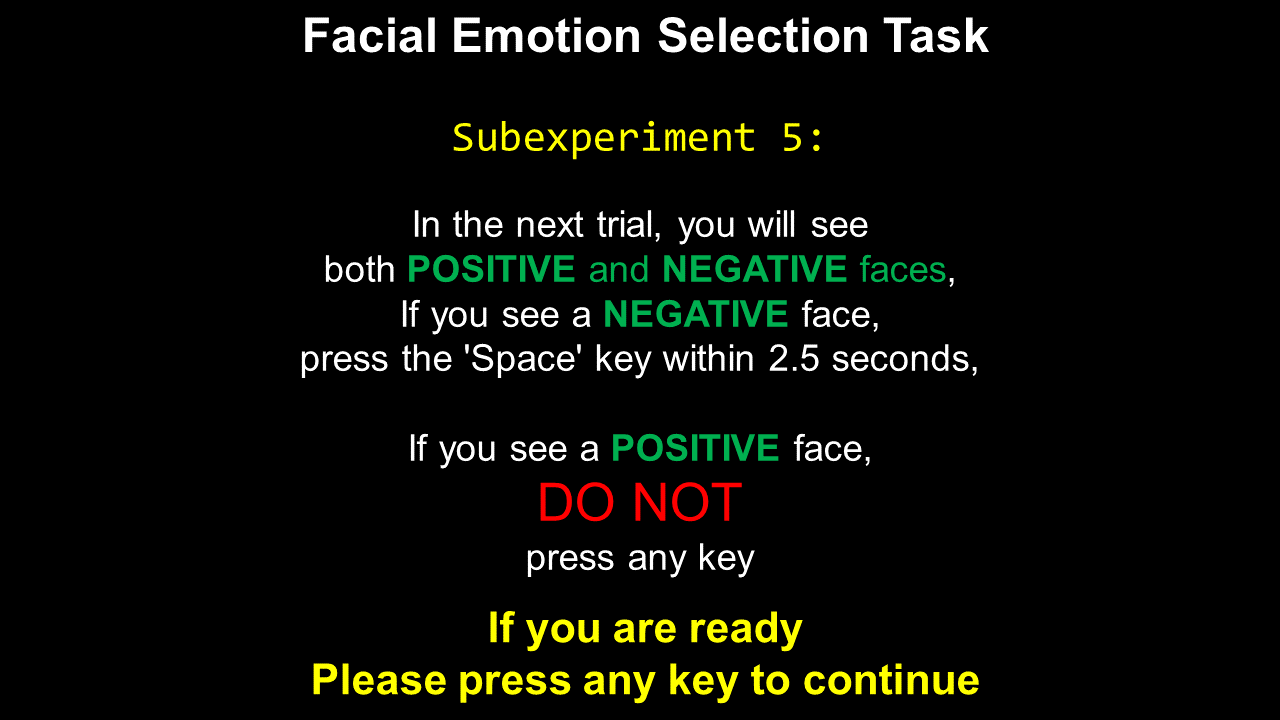 Facial Emotion Selection Task
Subexperiment 5:
In the next trial, you will see
both POSITIVE and NEGATIVE faces,
If you see a NEGATIVE face,
press the 'Space' key within 2.5 seconds,
If you see a POSITIVE face,
DO NOT
press any key
If you are ready
Please press any key to continue